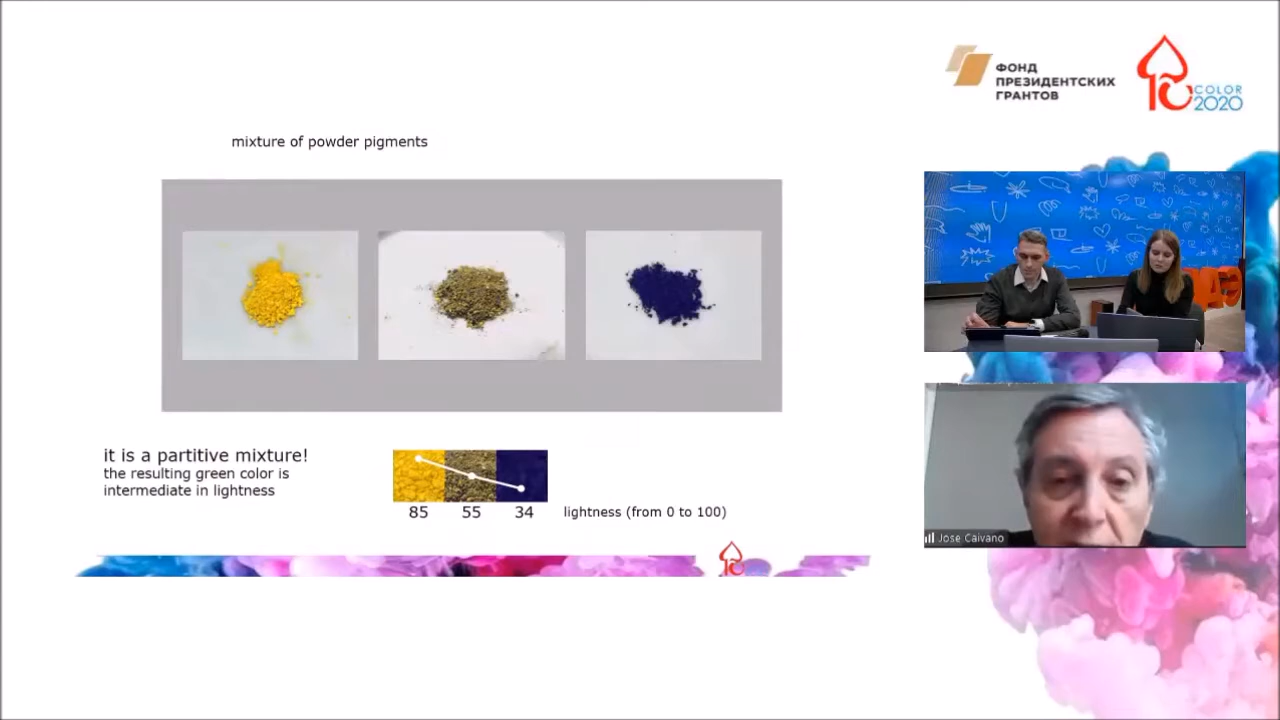 ФОНД
ПРЕЗИДЕНТСКИХ
ГРАНТОВ
COLOR
2020
mixture of powder pigments
it is a partitive mixture!
the resulting green color is
intermediate in lightness
85 55 34 lightness (from 0 to 100)
Jose Caivano